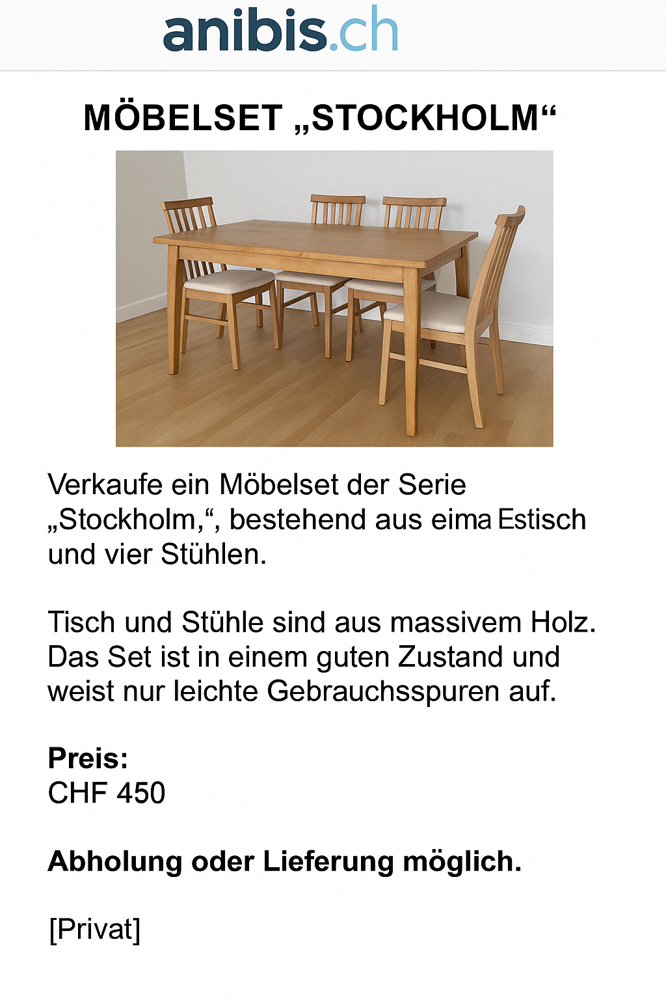 anibis.ch
MÖBELSET „STOCKHOLM“
Verkaufe ein Möbelset der Serie
„Stockholm,“, bestehend aus eima Estisch
und vier Stühlen.
Tisch und Stühle sind aus massivem Holz.
Das Set ist in einem guten Zustand und
weist nur leichte Gebrauchsspuren auf.
Preis:
CHF 450
Abholung oder Lieferung möglich.
[Privat]